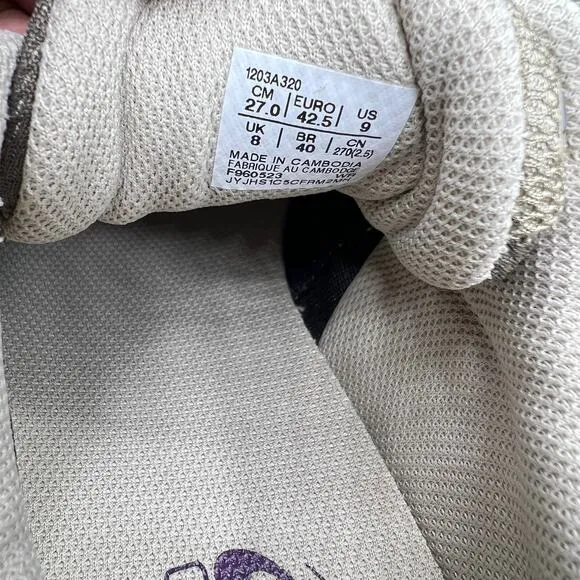 1203A320
CM EURO US
27.0 42.5 9
UK BR CN
8 40 270(2.5)
MADE IN CAMBODIA
FABRIQUE AU CAMBODGE
F960523